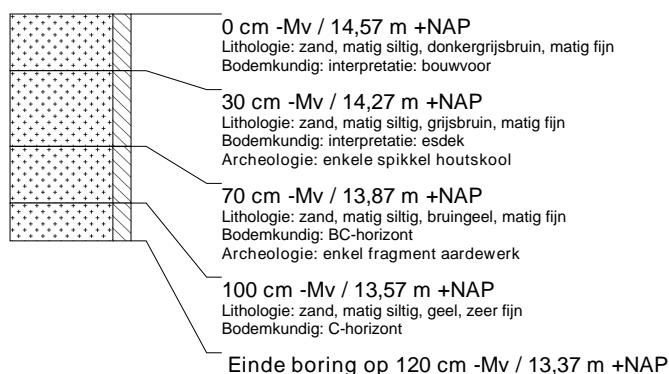 0 cm -Mv / 14,57 m +NAP
Lithologie: zand, matig siltig, donkergrijsbruin, matig fijn
Bodemkundig: interpretatie: bouwvoor
30 cm -Mv / 14,27 m +NAP
Lithologie: zand, matig siltig, grijsbruin, matig fijn
Bodemkundig: interpretatie: esdek
Archeologie: enkele spikkel houtskool
70 cm -Mv / 13,87 m +NAP
Lithologie: zand, matig siltig, bruingeel, matig fijn
Bodemkundig: BC-horizont
Archeologie: enkel fragment aardewerk
100 cm -Mv / 13,57 m +NAP
Lithologie: zand, matig siltig, geel, zeer fijn
Bodemkundig: C-horizont
Einde boring op 120 cm -Mv / 13,37 m +NAP